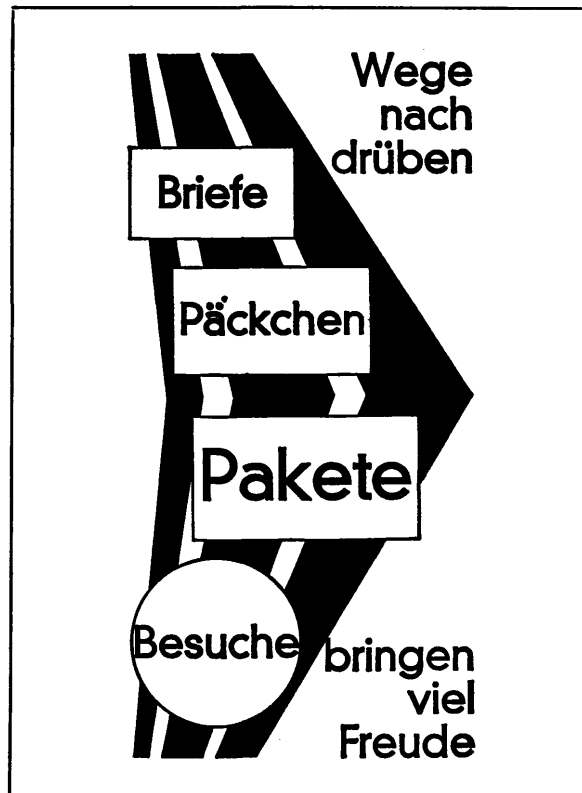 Wege
nach
drüben
Briefe
Päckchen
Pakete
Besuche
bringen
viel
Freude